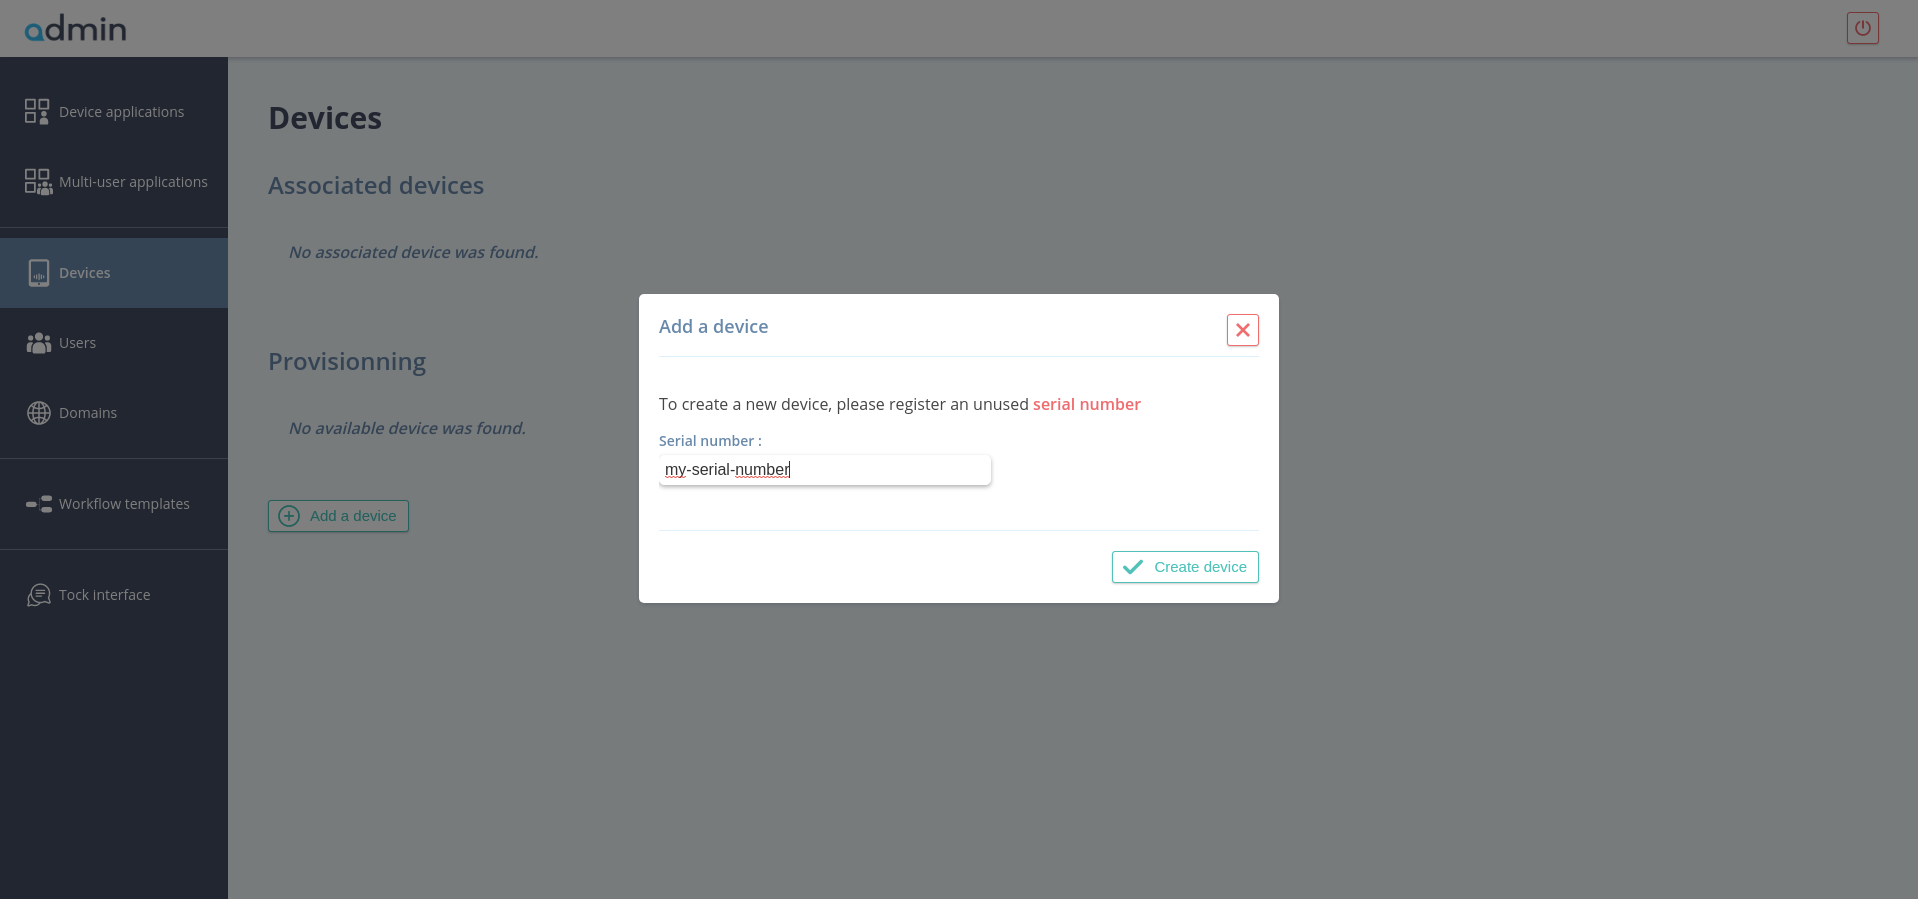 admin
Device applications
Multi-user applications
Devices
Users
Domains
Workflow templates
Tock interface
Devices
Associated devices
No associated device was found.
Provisionning
No available device was found.
Add a device
Add a device
To create a new device, please register an unused serial number
Serial number :
my-serial-number
Create device